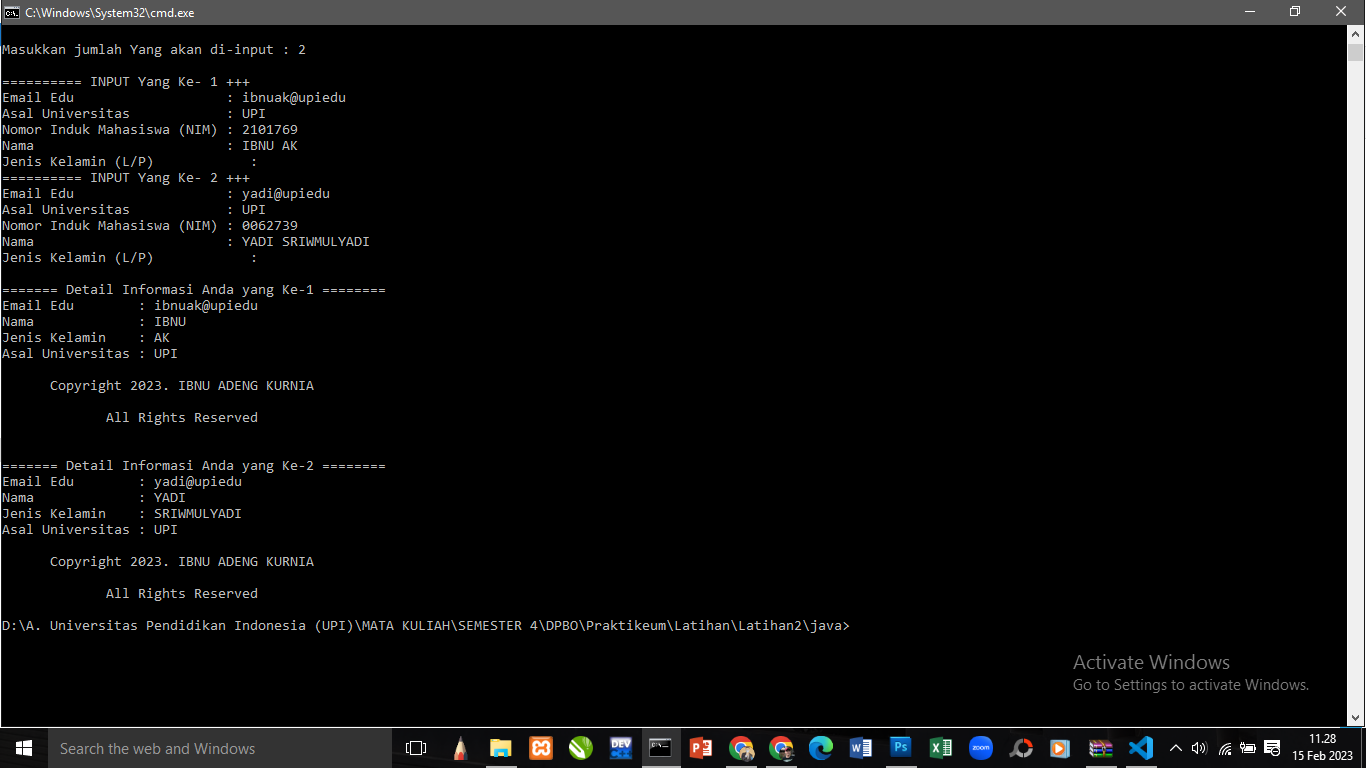 C:\Windows\System32\cmd.exe
Masukkan jumlah Yang akan di-input : 2
========== INPUT Yang Ke- 1 +++
Email Edu : ibnuak@upiedu
Asal Universitas : UPI
Nomor Induk Mahasiswa (NIM) : 2101769
Nama : IBNU AK
Jenis Kelamin (L/P) :
========== INPUT Yang Ke- 2 +++
Email Edu : yadi@upiedu
Asal Universitas : UPI
Nomor Induk Mahasiswa (NIM) : 0062739
Nama : YADI SRIWMULYADI
Jenis Kelamin (L/P) :
======= Detail Informasi Anda yang Ke-1 ========
Email Edu : ibnuak@upiedu
Nama : IBNU
Jenis Kelamin : AK
Asal Universitas : UPI
Copyright 2023. IBNU ADENG KURNIA
All Rights Reserved
======= Detail Informasi Anda yang Ke-2 ========
Email Edu : yadi@upiedu
Nama : YADI
Jenis Kelamin : SRIWMULYADI
Asal Universitas : UPI
Copyright 2023. IBNU ADENG KURNIA
All Rights Reserved
D:\A. Universitas Pendidikan Indonesia (UPI)\MATA KULIAH\SEMESTER 4\DPBO\Praktikeum\Latihan\Latihan2\java>
Activate Windows
Go to Settings to activate Windows.
Search the web and Windows
DEV
zoom
Ps
11.28
15 Feb 2023